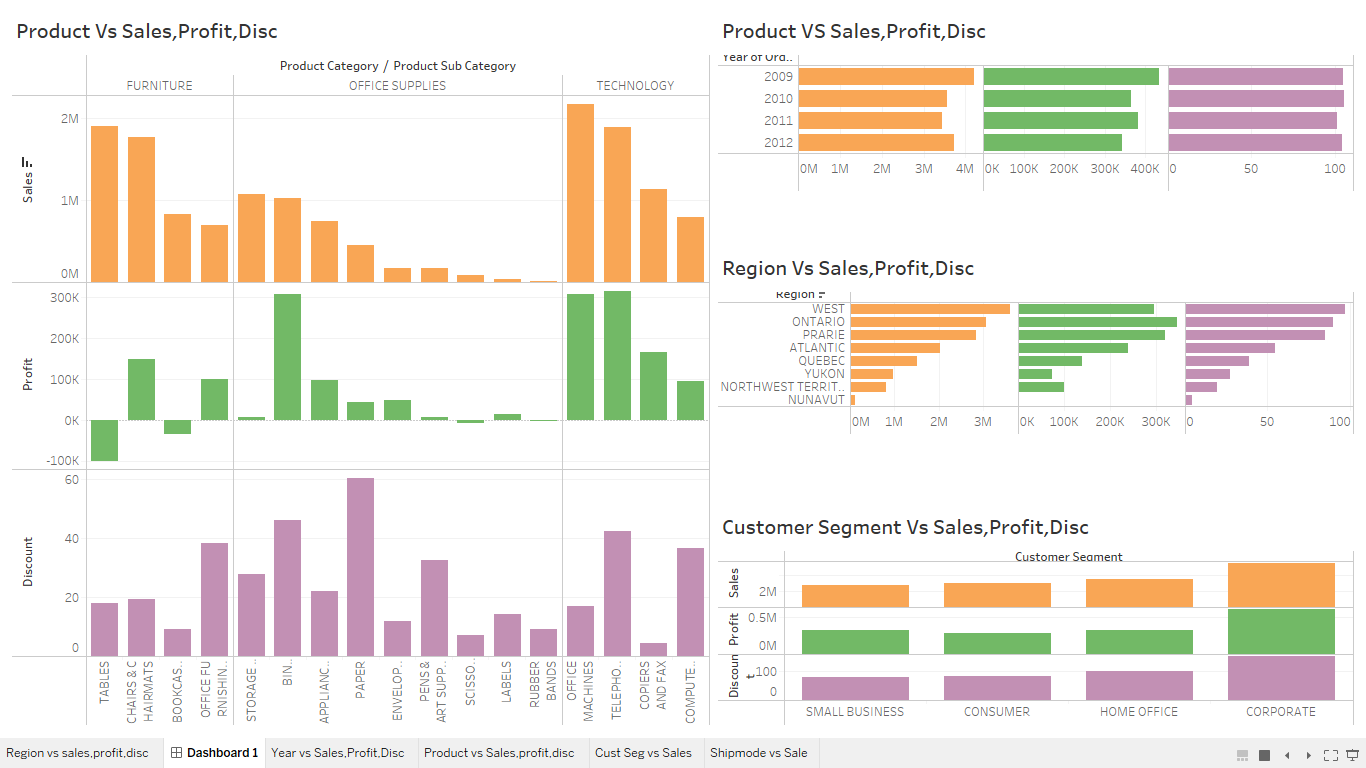 Product Vs Sales,Profit,Disc
Product Category / Product Sub Category
FURNITURE OFFICE SUPPLIES TECHNOLOGY
Sales
2M
1M
0M
Profit
300K
200K
100K
0K
-100K
Discount
60
40
20
0
TABLES
CHAIRS & C
HAIRMATS
BOOKCAS..
OFFICE FU
RNISHIN..
STORAGE ..
BIN..
APPLIANC..
PAPER
ENVELOP..
PENS &
ART SUPP..
SCISSO..
LABELS
RUBBER
BANDS
OFFICE
MACHINES
TELEPHO..
COPIERS
AND FAX
COMPUTE..
Product VS Sales,Profit,Disc
Year of Ord..
2009
2010
2011
2012
0M 1M 2M 3M 4M 0K 100K 200K 300K 400K 0 50 100
Region Vs Sales,Profit,Disc
Region
WEST
ONTARIO
PRARIE
ATLANTIC
QUEBEC
YUKON
NORTHWEST TERRIT..
NUNAVUT
0M 1M 2M 3M 0K 100K 200K 300K 0 50 100
Customer Segment Vs Sales,Profit,Disc
Customer Segment
Sales
2M
Profit
0.5M
0M
Discoun
t
100
0
SMALL BUSINESS CONSUMER HOME OFFICE CORPORATE
Region vs sales,profit,disc Dashboard 1 Year vs Sales,Profit,Disc Product vs Sales,profit,disc Cust Seg vs Sales Shipmode vs Sale